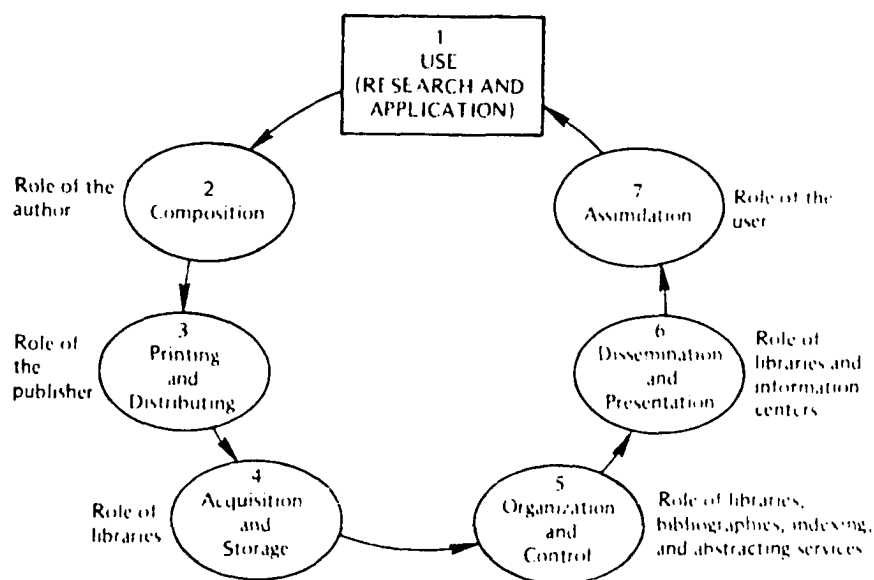 1
USE
(RESEARCH AND
APPLICATION)
Role of the
author
2
Composition
7
Assimilation
Role of the
user
Role of
the
publisher
3
Printing
and
Distributing
6
Dissemination
and
Presentation
Role of
libraries and
information
centers
Role of
libraries
4
Acquisition
and
Storage
5
Organization
and
Control
Role of libraries,
bibliographies, indexing,
and abstracting services